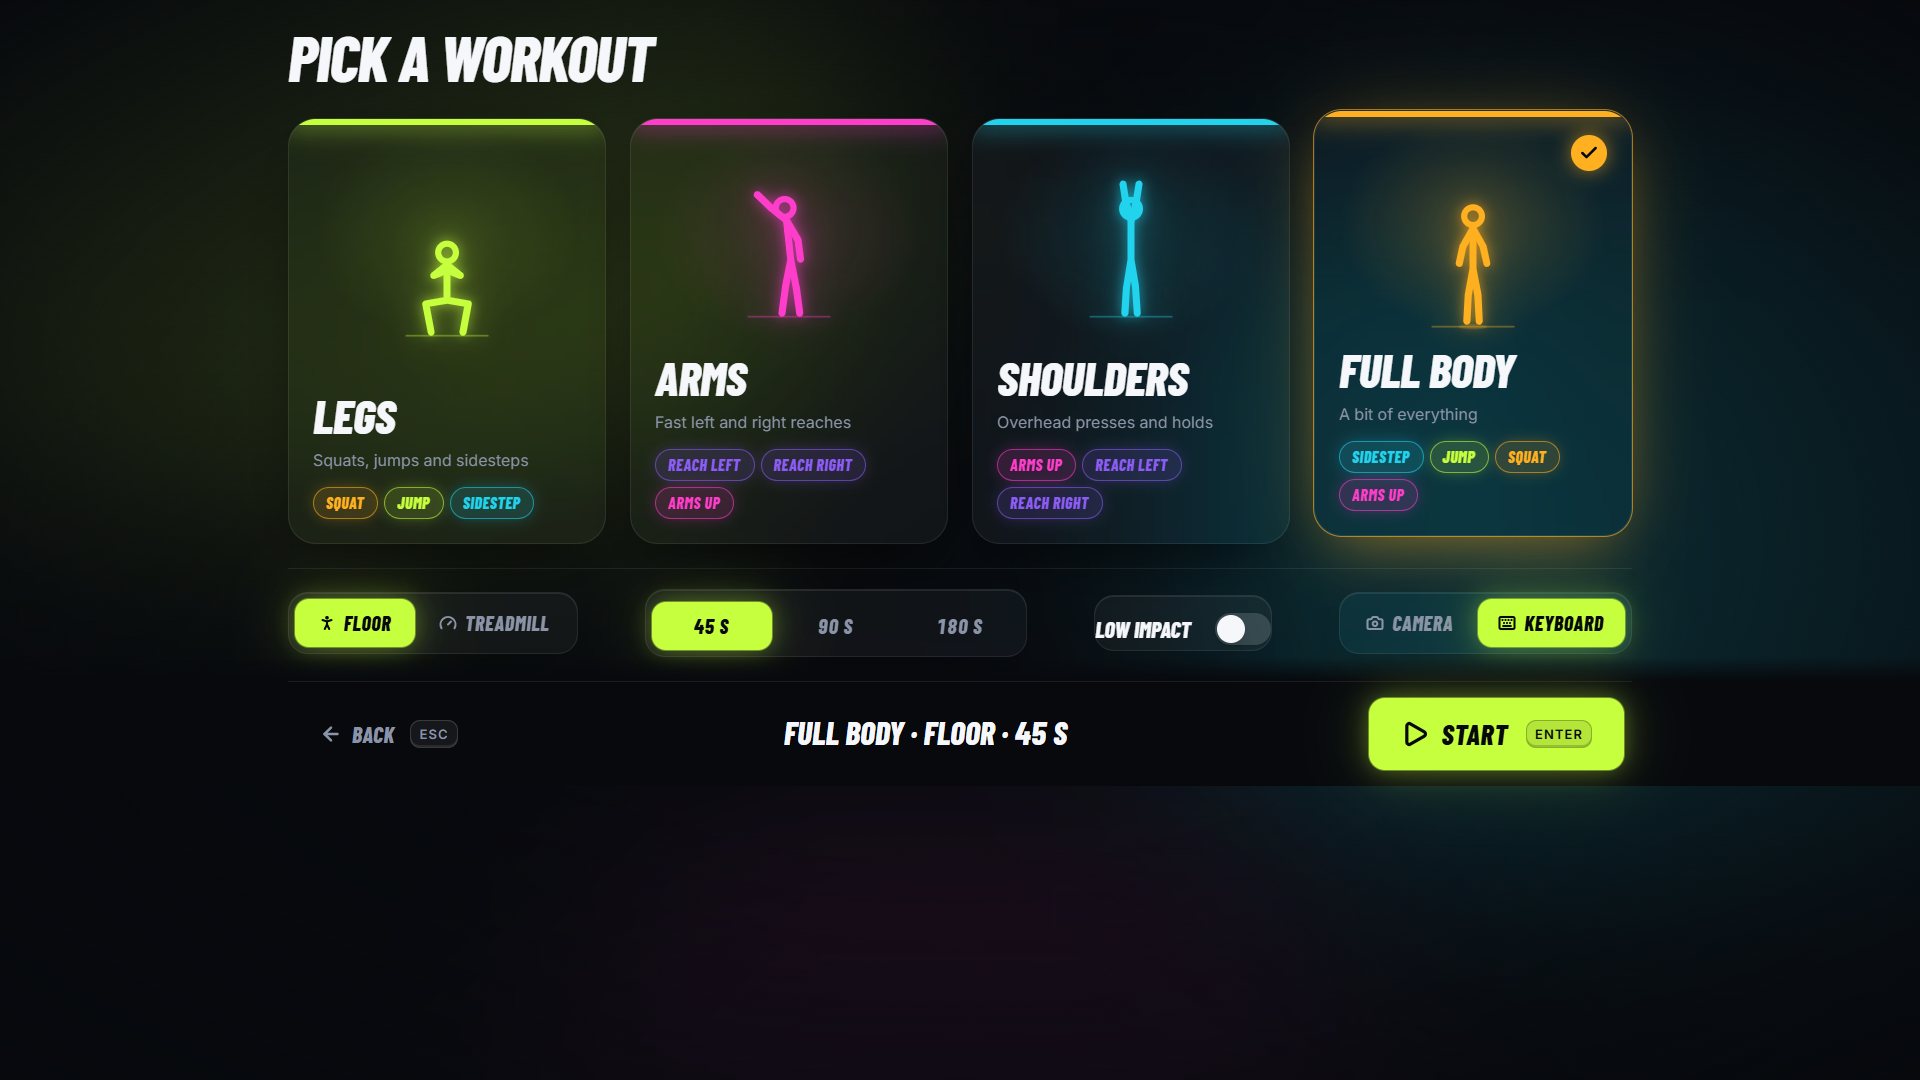 PICK A WORKOUT
LEGS
Squats, jumps and sidesteps
SQUAT JUMP SIDESTEP
ARMS
Fast left and right reaches
REACH LEFT REACH RIGHT
ARMS UP
SHOULDERS
Overhead presses and holds
ARMS UP REACH LEFT
REACH RIGHT
FULL BODY
A bit of everything
SIDESTEP JUMP SQUAT
ARMS UP
FLOOR TREADMILL
45 S 90 S 180 S
LOW IMPACT
CAMERA KEYBOARD
BACK ESC
FULL BODY · FLOOR · 45 S
START ENTER